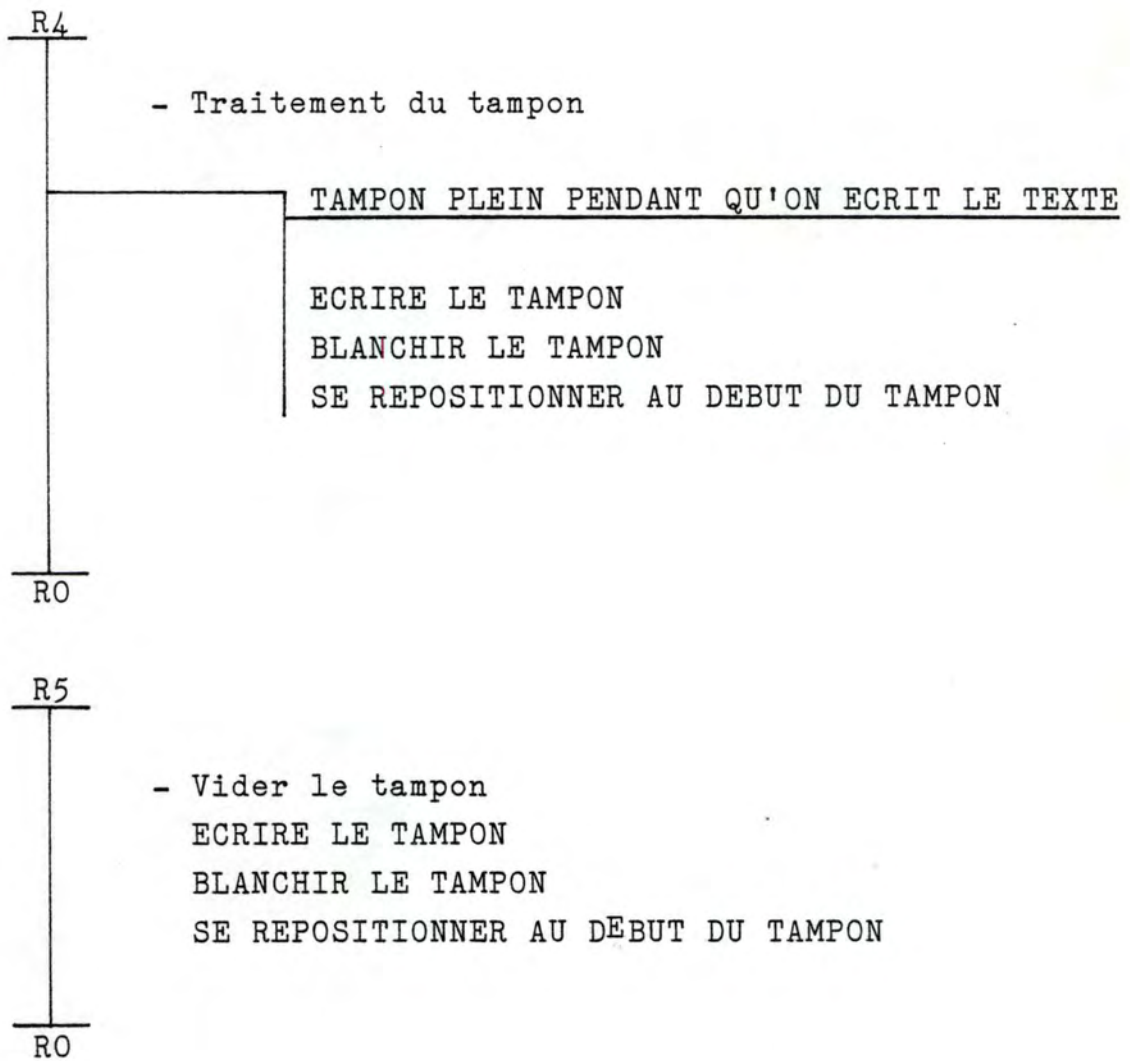 R4
- Traitement du tampon
TAMPON PLEIN PENDANT QU'ON ECRIT LE TEXTE
ECRIRE LE TAMPON
BLANCHIR LE TAMPON
SE REPOSITIONNER AU DEBUT DU TAMPON
RO
R5
- Vider le tampon
ECRIRE LE TAMPON
BLANCHIR LE TAMPON
SE REPOSITIONNER AU DEBUT DU TAMPON
RO